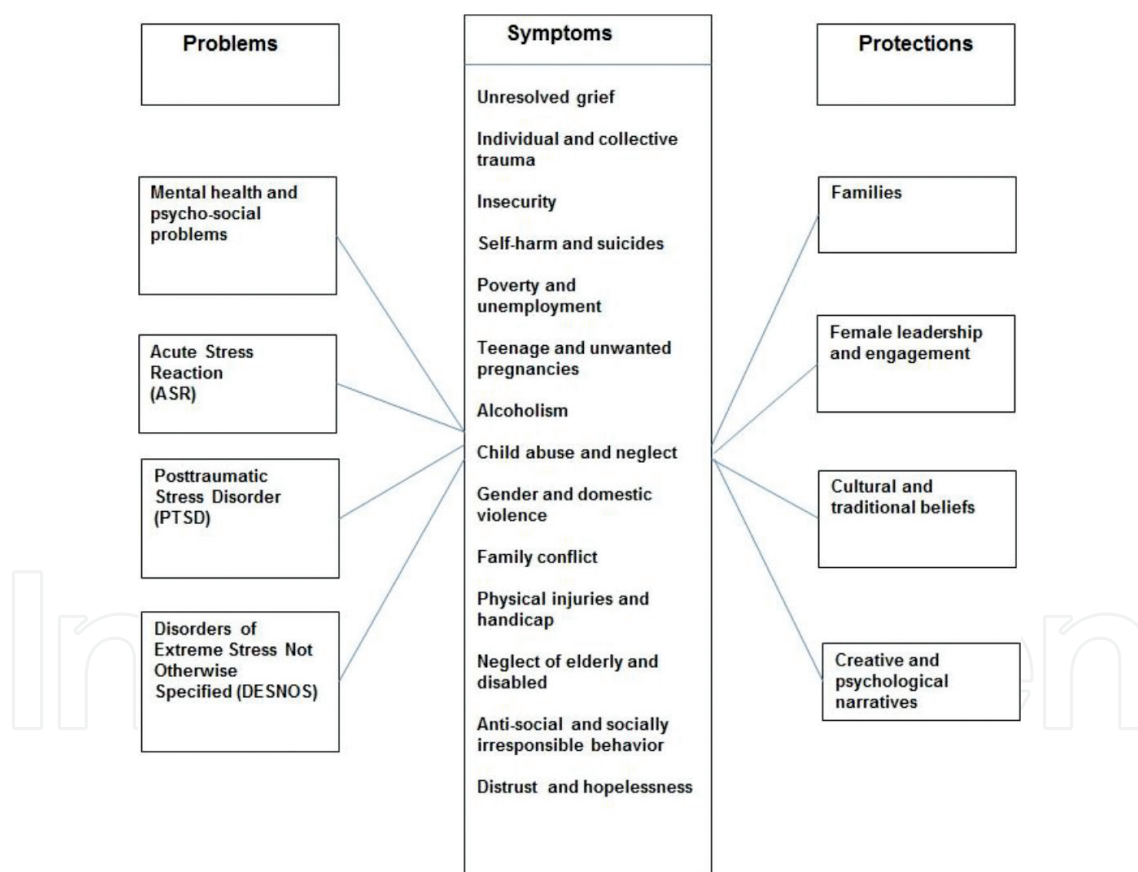 Problems
Mental health and
psycho-social
problems
Acute Stress
Reaction
(ASR)
Posttraumatic
Stress Disorder
(PTSD)
Disorders of
Extreme Stress Not
Otherwise
Specified (DESNOS)
Symptoms
Unresolved grief
Individual and collective
trauma
Insecurity
Self-harm and suicides
Poverty and
unemployment
Teenage and unwanted
pregnancies
Alcoholism
Child abuse and neglect
Gender and domestic
violence
Family conflict
Physical injuries and
handicap
Neglect of elderly and
disabled
Anti-social and socially
irresponsible behavior
Distrust and hopelessness
Protections
Families
Female leadership
and engagement
Cultural and
traditional beliefs
Creative and
psychological
narratives